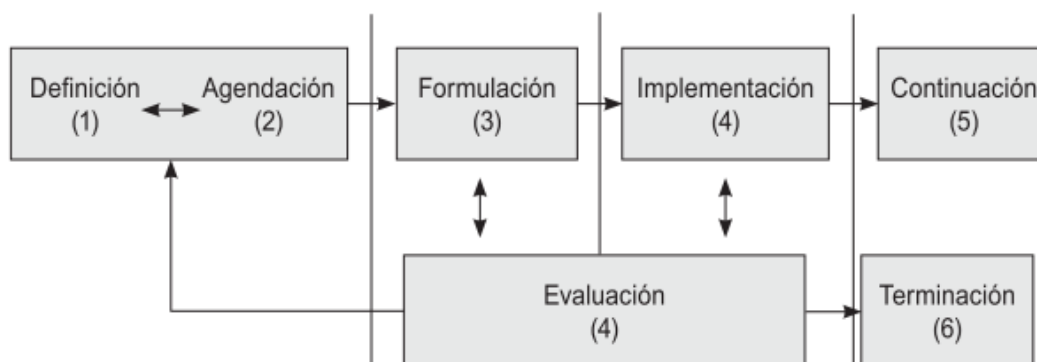 Definición
(1)
Agendación
(2)
Formulación
(3)
Implementación
(4)
Continuación
(5)
Evaluación
(4)
Terminación
(6)